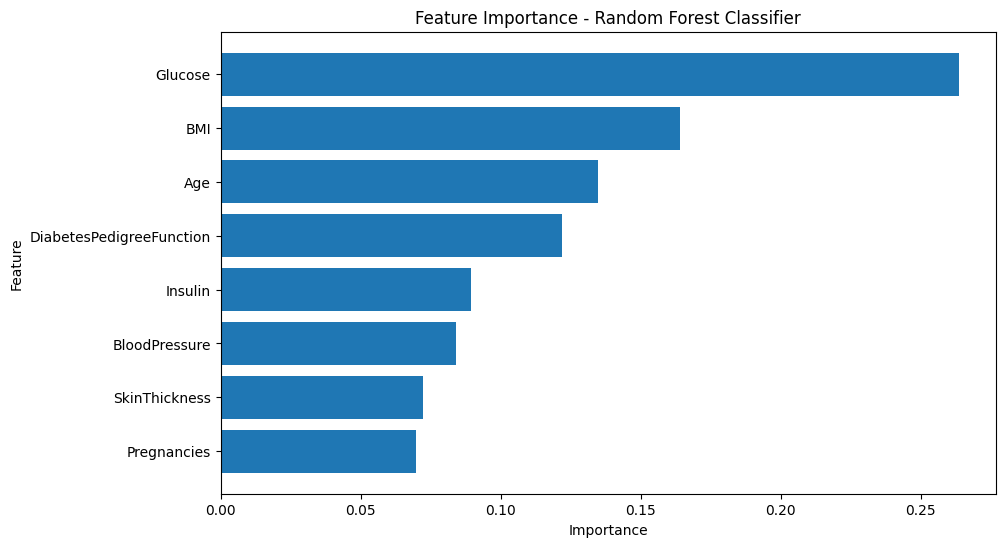 Feature Importance - Random Forest Classifier
Feature
Glucose
BMI
Age
DiabetesPedigreeFunction
Insulin
BloodPressure
SkinThickness
Pregnancies
0.00 0.05 0.10 0.15 0.20 0.25
Importance